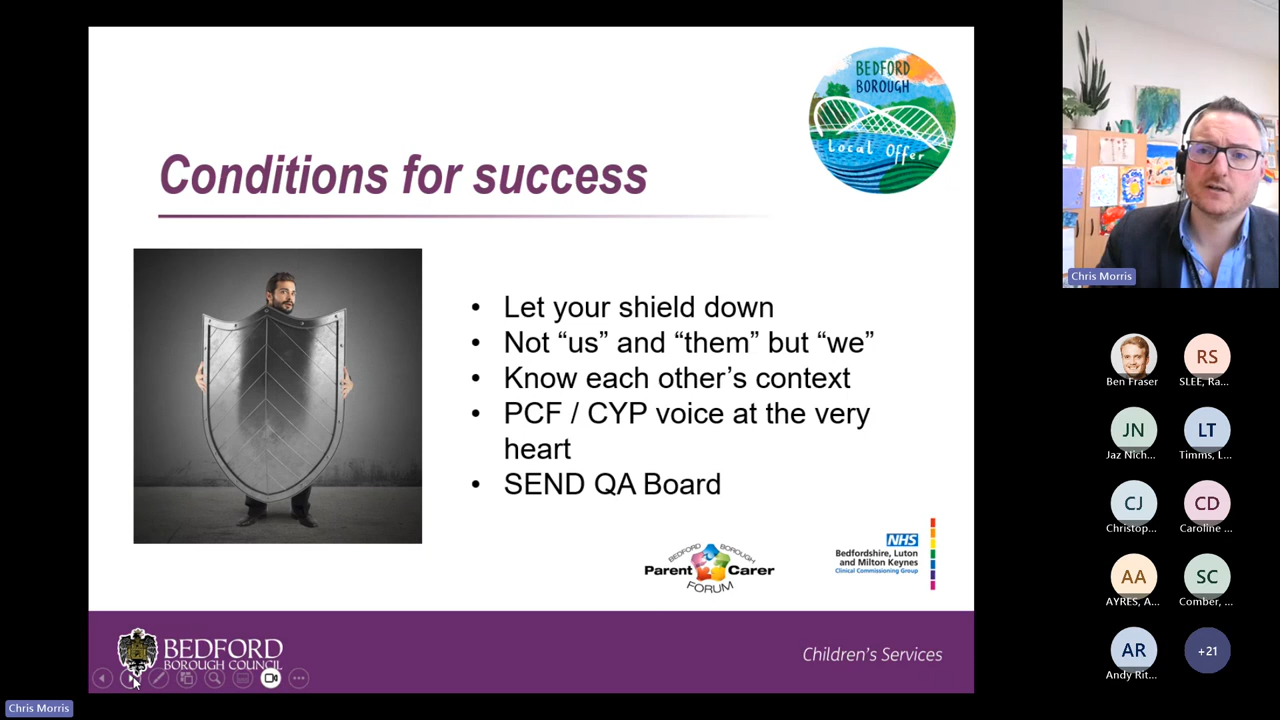 BEDFORD
BOROUGH
Local Offer
Conditions for success
• Let your shield down
• Not “us” and “them” but “we”
• Know each other’s context
• PCF / CYP voice at the very
heart
• SEND QA Board
BEDFORD BOROUGH
Parent Carer
FORUM
NHS
Bedfordshire, Luton
and Milton Keynes
Clinical Commissioning Group
BEDFORD
BOROUGH COUNCIL
Children’s Services
Chris Morris
Chris Morris
Ben Fraser
RS
SLEE, Ra...
JN
Jaz Nich...
LT
Timms, L...
CJ
Christop...
CD
Caroline ...
AA
AYRES, A...
SC
Comber, ...
AR
Andy Rit...
+21